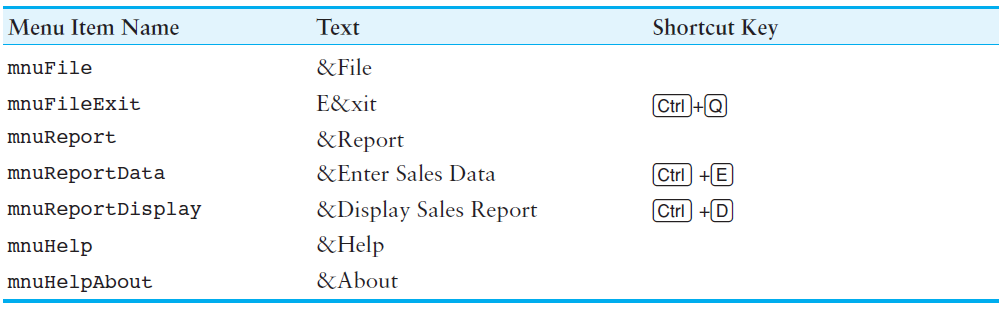 Menu Item Name Text Shortcut Key
mnuFile &File
mnuFileExit E&xit Ctrl+Q
mnuReport &Report
mnuReportData &Enter Sales Data Ctrl +E
mnuReportDisplay &Display Sales Report Ctrl +D
mnuHelp &Help
mnuHelpAbout &About